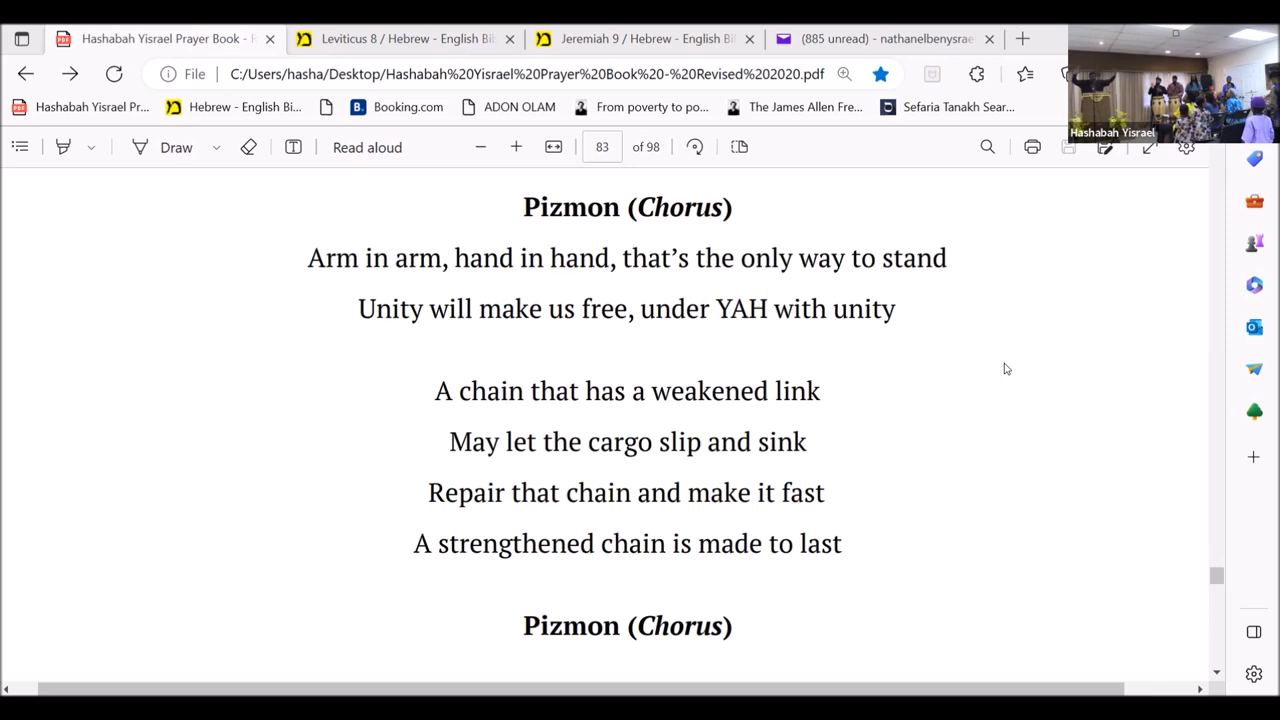 Hashabah Yisrael Prayer Book - R
Leviticus 8 / Hebrew - English Bi
Jeremiah 9 / Hebrew - English Bi
(885 unread) - nathanelbenysrae
File
C:/Users/hasha/Desktop/Hashabah%20Yisrael%20Prayer%20Book%20-%20Revised%202020.pdf
Hashabah Yisrael Pr...
Hebrew - English Bi...
Booking.com
ADON OLAM
From poverty to po...
The James Allen Fre...
Sefaria Tanakh Sear...
Hashabah Yisrael
Draw
Read aloud
83
of 98
Pizmon (Chorus)
Arm in arm, hand in hand, that’s the only way to stand
Unity will make us free, under YAH with unity
A chain that has a weakened link
May let the cargo slip and sink
Repair that chain and make it fast
A strengthened chain is made to last
Pizmon (Chorus)